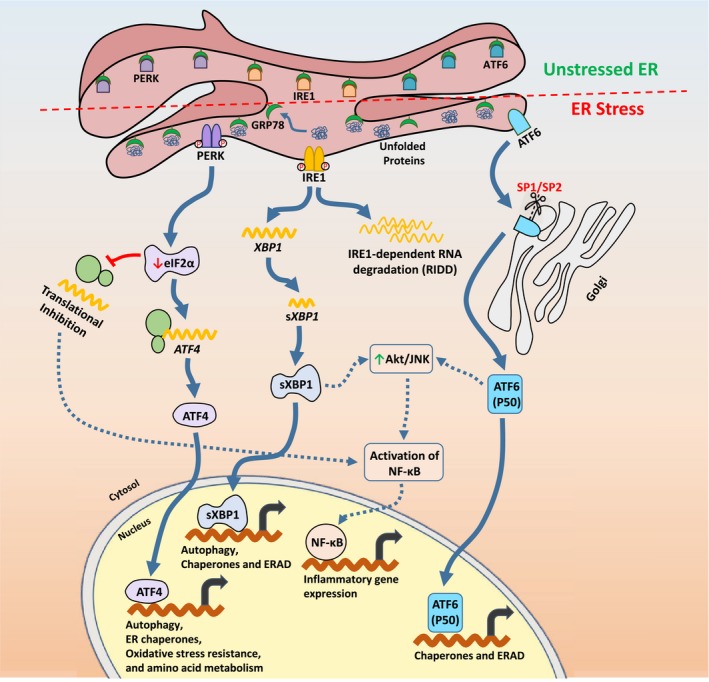 PERK
IRE1
ATF6
Unstressed ER
ER Stress
GRP78
PERK
P
P
IRE1
P
P
Unfolded
Proteins
ATF6
SP1/SP2
Golgi
XBP1
IRE1-dependent RNA
degradation (RIDD)
↓eIF2α
Translational
Inhibition
sXBP1
ATF4
↑Akt/JNK
sXBP1
ATF6
(P50)
ATF4
Activation of
NF-κB
Cytosol
Nucleus
sXBP1
Autophagy,
Chaperones and ERAD
NF-κB
Inflammatory gene
expression
ATF4
Autophagy,
ER chaperones,
Oxidative stress resistance,
and amino acid metabolism
ATF6
(P50)
Chaperones and ERAD